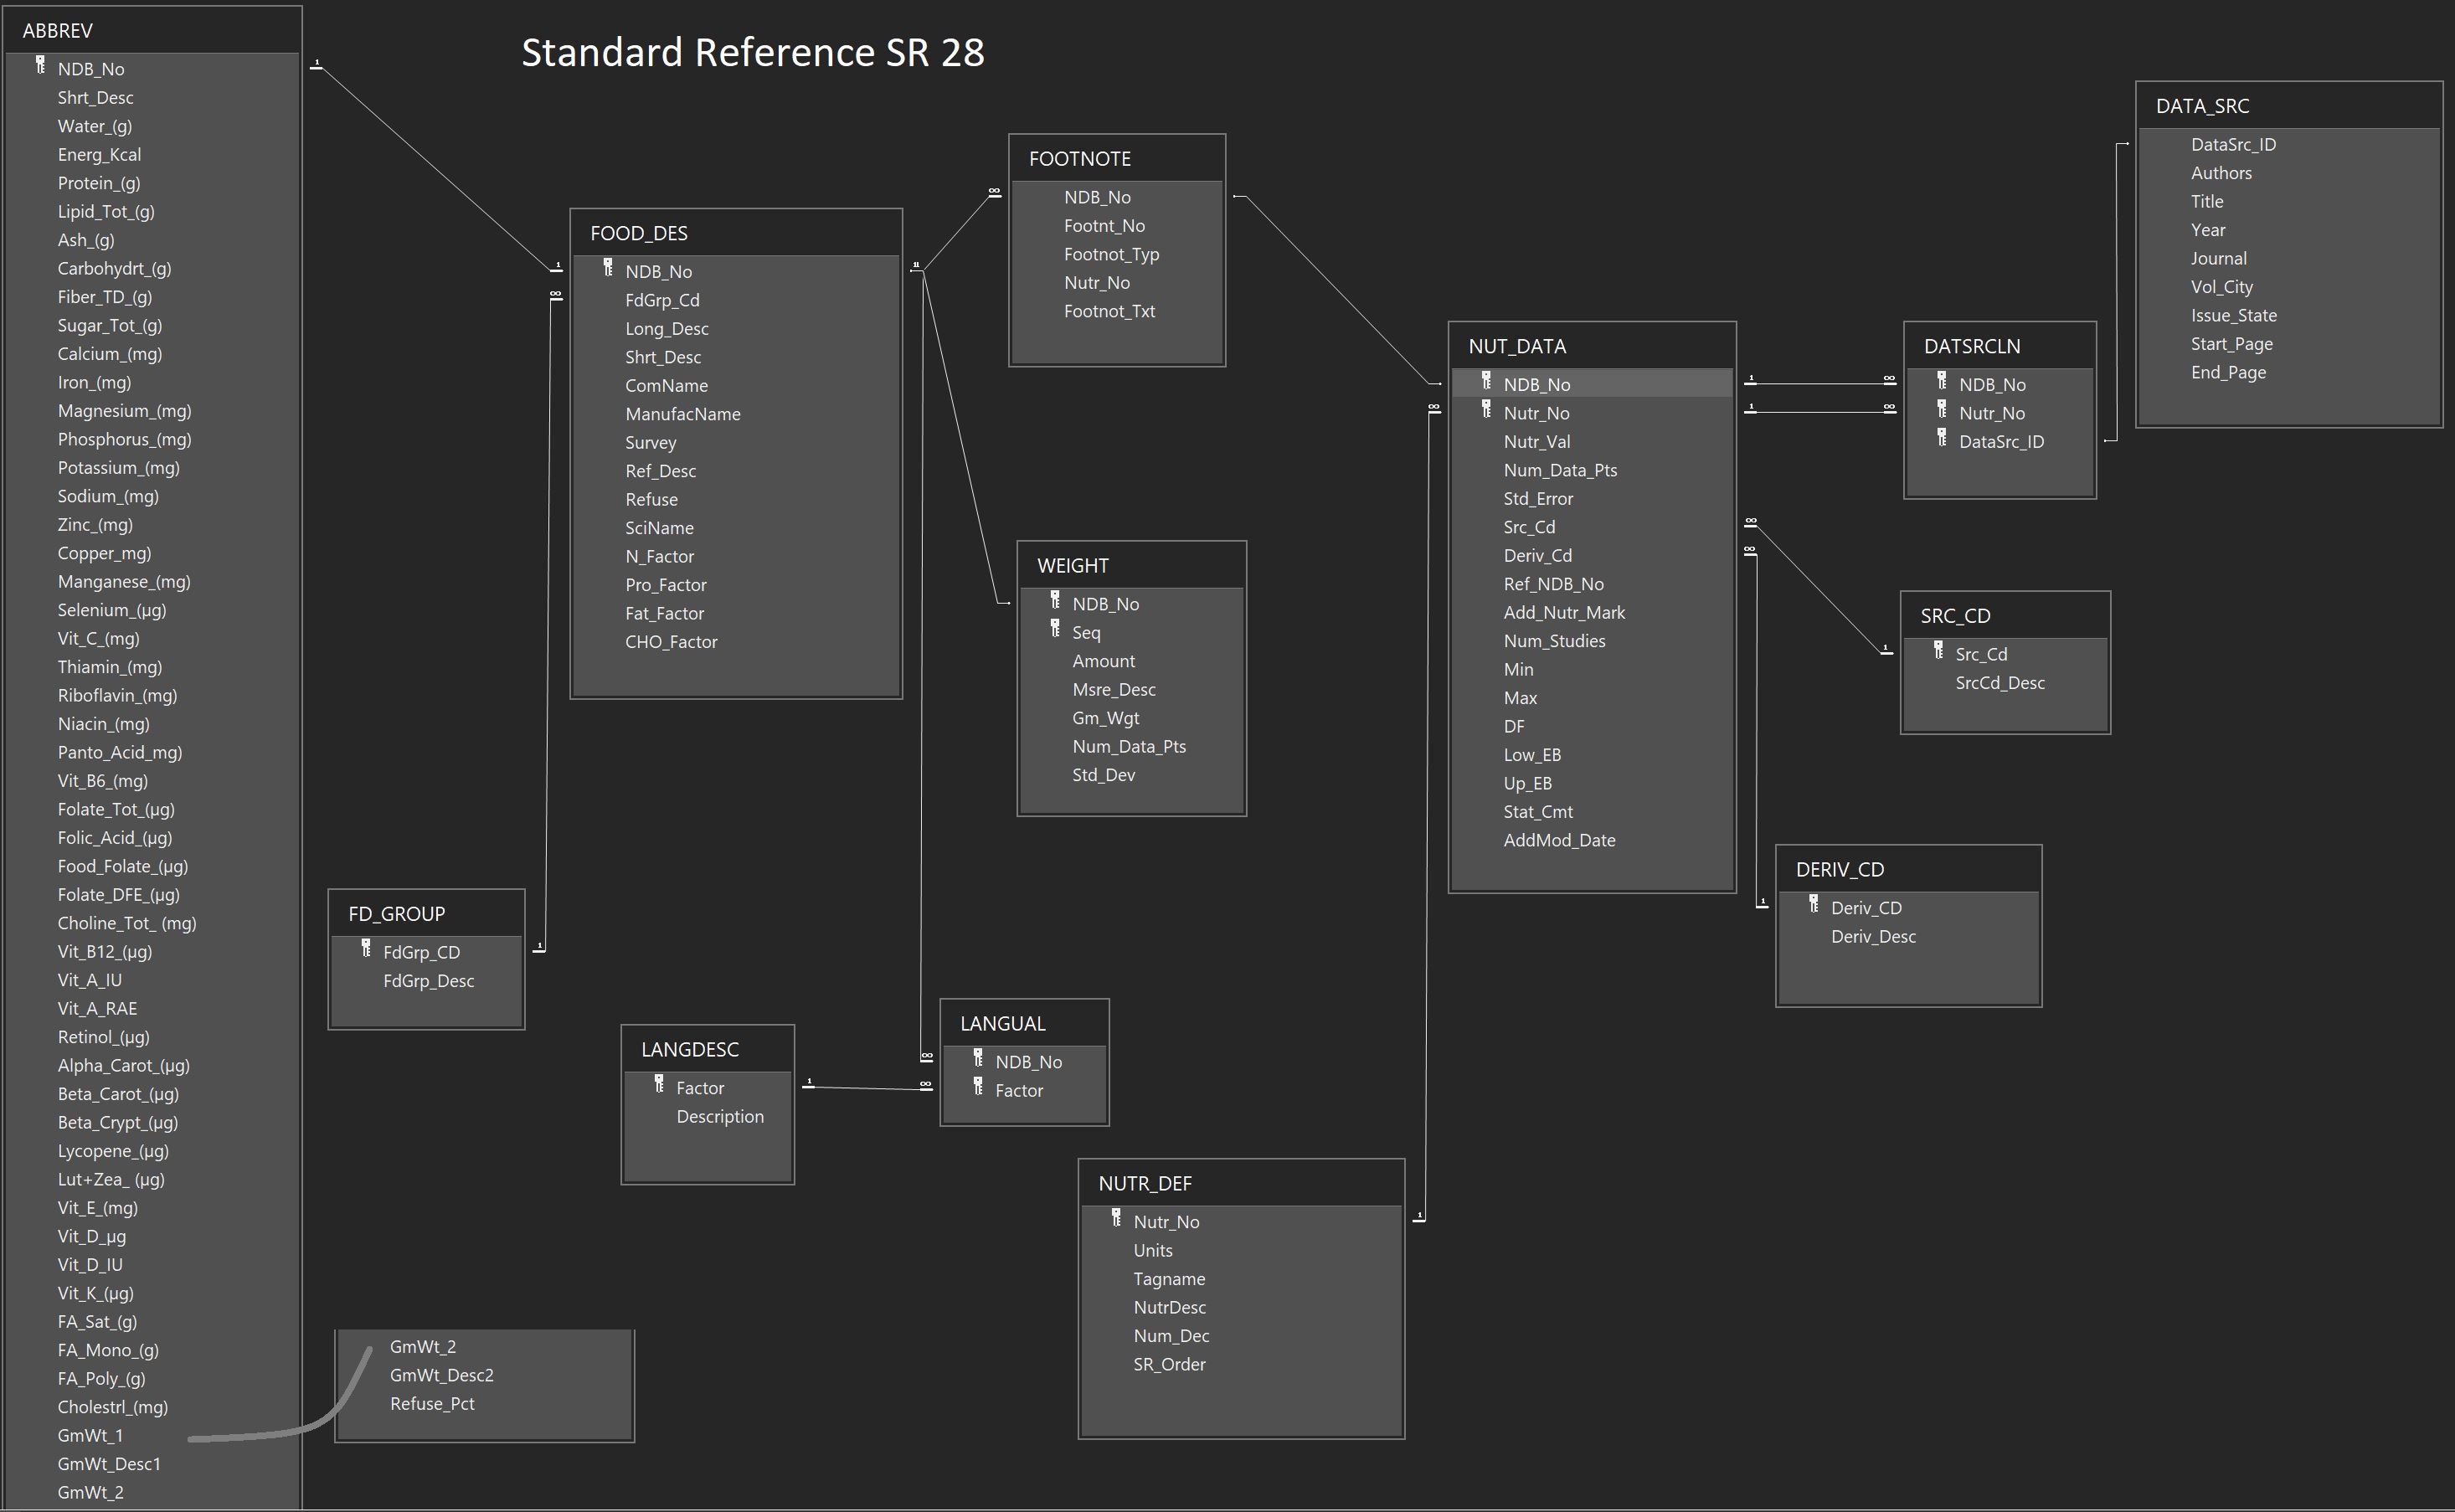 ABBREV
NDB_No
Shrt_Desc
Water_(g)
Energ_Kcal
Protein_(g)
Lipid_Tot_(g)
Ash_(g)
Carbohydrt_(g)
Fiber_TD_(g)
Sugar_Tot_(g)
Calcium_(mg)
Iron_(mg)
Magnesium_(mg)
Phosphorus_(mg)
Potassium_(mg)
Sodium_(mg)
Zinc_(mg)
Copper_mg)
Manganese_(mg)
Selenium_(µg)
Vit_C_(mg)
Thiamin_(mg)
Riboflavin_(mg)
Niacin_(mg)
Panto_Acid_mg)
Vit_B6_(mg)
Folate_Tot_(µg)
Folic_Acid_(µg)
Food_Folate_(µg)
Folate_DFE_(µg)
Choline_Tot_ (mg)
Vit_B12_(µg)
Vit_A_IU
Vit_A_RAE
Retinol_(µg)
Alpha_Carot_(µg)
Beta_Carot_(µg)
Beta_Crypt_(µg)
Lycopene_(µg)
Lut+Zea_ (µg)
Vit_E_(mg)
Vit_D_µg
Vit_D_IU
Vit_K_(µg)
FA_Sat_(g)
FA_Mono_(g)
FA_Poly_(g)
Cholestrl_(mg)
GmWt_1
GmWt_Desc1
GmWt_2
GmWt_2
GmWt_Desc2
Refuse_Pct
Standard Reference SR 28
FOOD_DES
NDB_No
FdGrp_Cd
Long_Desc
Shrt_Desc
ComName
ManufacName
Survey
Ref_Desc
Refuse
SciName
N_Factor
Pro_Factor
Fat_Factor
CHO_Factor
FD_GROUP
FdGrp_CD
FdGrp_Desc
LANGDESC
Factor
Description
LANGUAL
NDB_No
Factor
FOOTNOTE
NDB_No
Footnt_No
Footnot_Typ
Nutr_No
Footnot_Txt
WEIGHT
NDB_No
Seq
Amount
Msre_Desc
Gm_Wgt
Num_Data_Pts
Std_Dev
NUTR_DEF
Nutr_No
Units
Tagname
NutrDesc
Num_Dec
SR_Order
NUT_DATA
NDB_No
Nutr_No
Nutr_Val
Num_Data_Pts
Std_Error
Src_Cd
Deriv_Cd
Ref_NDB_No
Add_Nutr_Mark
Num_Studies
Min
Max
DF
Low_EB
Up_EB
Stat_Cmt
AddMod_Date
DATSRCLN
NDB_No
Nutr_No
DataSrc_ID
DATA_SRC
DataSrc_ID
Authors
Title
Year
Journal
Vol_City
Issue_State
Start_Page
End_Page
SRC_CD
Src_Cd
SrcCd_Desc
DERIV_CD
Deriv_CD
Deriv_Desc